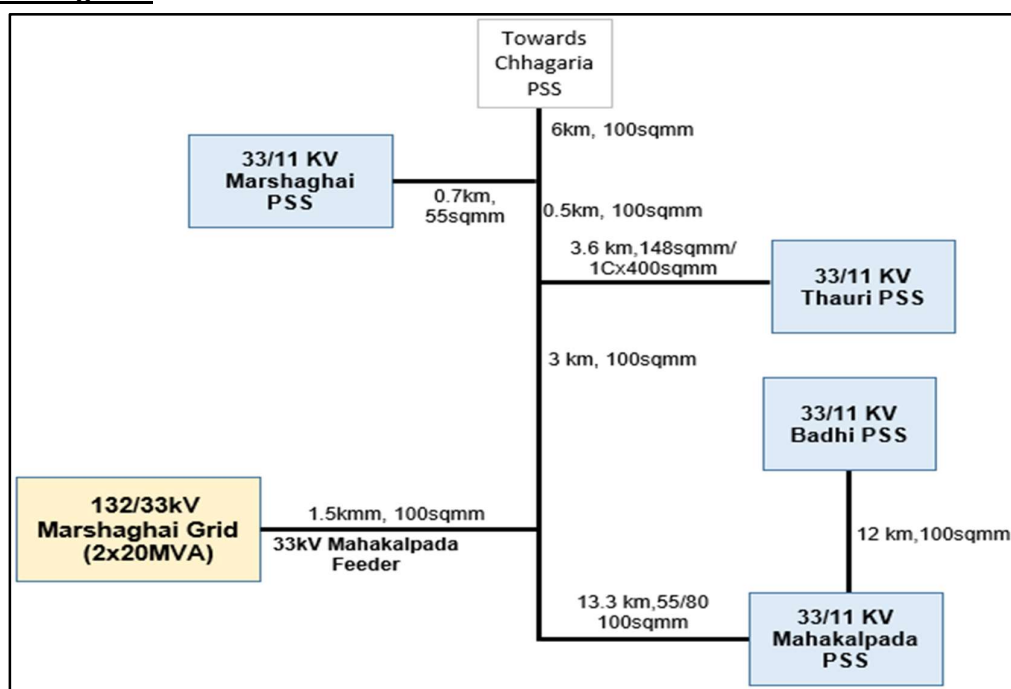 Towards
Chhagaria
PSS
6km, 100sqmm
33/11 KV
Marshaghai
PSS
0.7km,
55sqmm
0.5km, 100sqmm
3.6 km,148sqmm/
1Cx400sqmm
33/11 KV
Thauri PSS
3 km, 100sqmm
33/11 KV
Badhi PSS
132/33kV
Marshaghai Grid
(2x20MVA)
1.5kmm, 100sqmm
33kV Mahakalpada
Feeder
12 km,100sqmm
13.3 km,55/80
100sqmm
33/11 KV
Mahakalpada
PSS